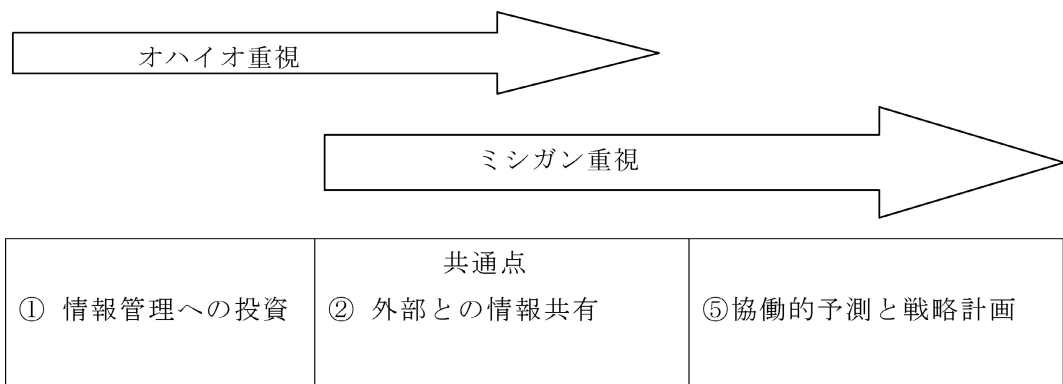 オハイオ重視
ミシガン重視
共通点
① 情報管理への投資
② 外部との情報共有
⑤協働的予測と戦略計画